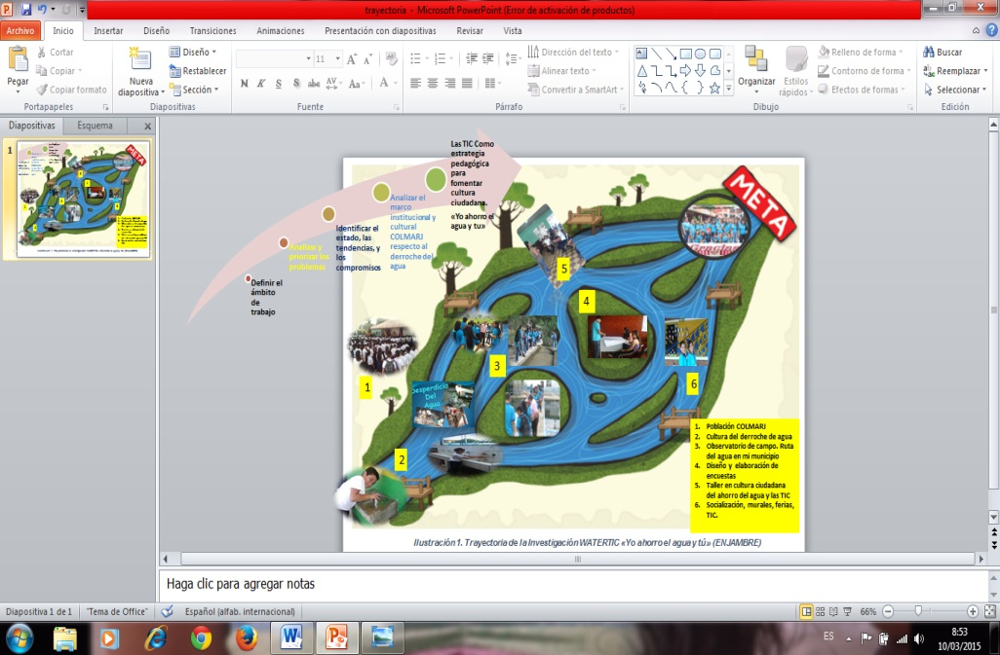 trayectoria - Microsoft PowerPoint (Error de activación de productos)
Archivo Inicio Insertar Diseño Transiciones Animaciones Presentación con diapositivas Revisar Vista
Pegar
Cortar
Copiar
Copiar formato
Portapapeles
Nueva
diapositiva
Diseño
Restablecer
Sección
Diapositivas
11
N K S S abc AV Aa A
Fuente
Párrafo
Dirección del texto
Alinear texto
Convertir a SmartArt
Organizar
Estilos
rápidos
Dibujo
Relleno de forma
Contorno de forma
Efectos de formas
Buscar
Reemplazar
Seleccionar
Edición
Diapositivas Esquema
1
Las TIC Como
estrategia
pedagógica
para
fomentar
cultura
ciudadana.
«Yo ahorro el
agua y tu»
Analizar el
marco
institucional y
cultural
COLMARJ
respecto al
derroche del
agua
Identificar el
estado, las
tendencias, y
los
compromisos
Analizar y
priorizar los
problemas
Definir el
ámbito
de
trabajo
META
5
4
3
1
6
2
Desperdicio
Del
Agua
1. Población COLMARJ
2. Cultura del derroche de agua
3. Observatorio de campo. Ruta
del agua en mi municipio
4. Diseño y elaboración de
encuestas
5. Taller en cultura ciudadana
del ahorro del agua y las TIC
6. Socialización, murales, ferias,
TIC.
Ilustración 1. Trayectoria de la Investigación WATERTIC «Yo ahorro el agua y tú» (ENJAMBRE)
Haga clic para agregar notas
Diapositiva 1 de 1 "Tema de Office" Español (alfab. internacional) 66%
ES
8:53
10/03/2015